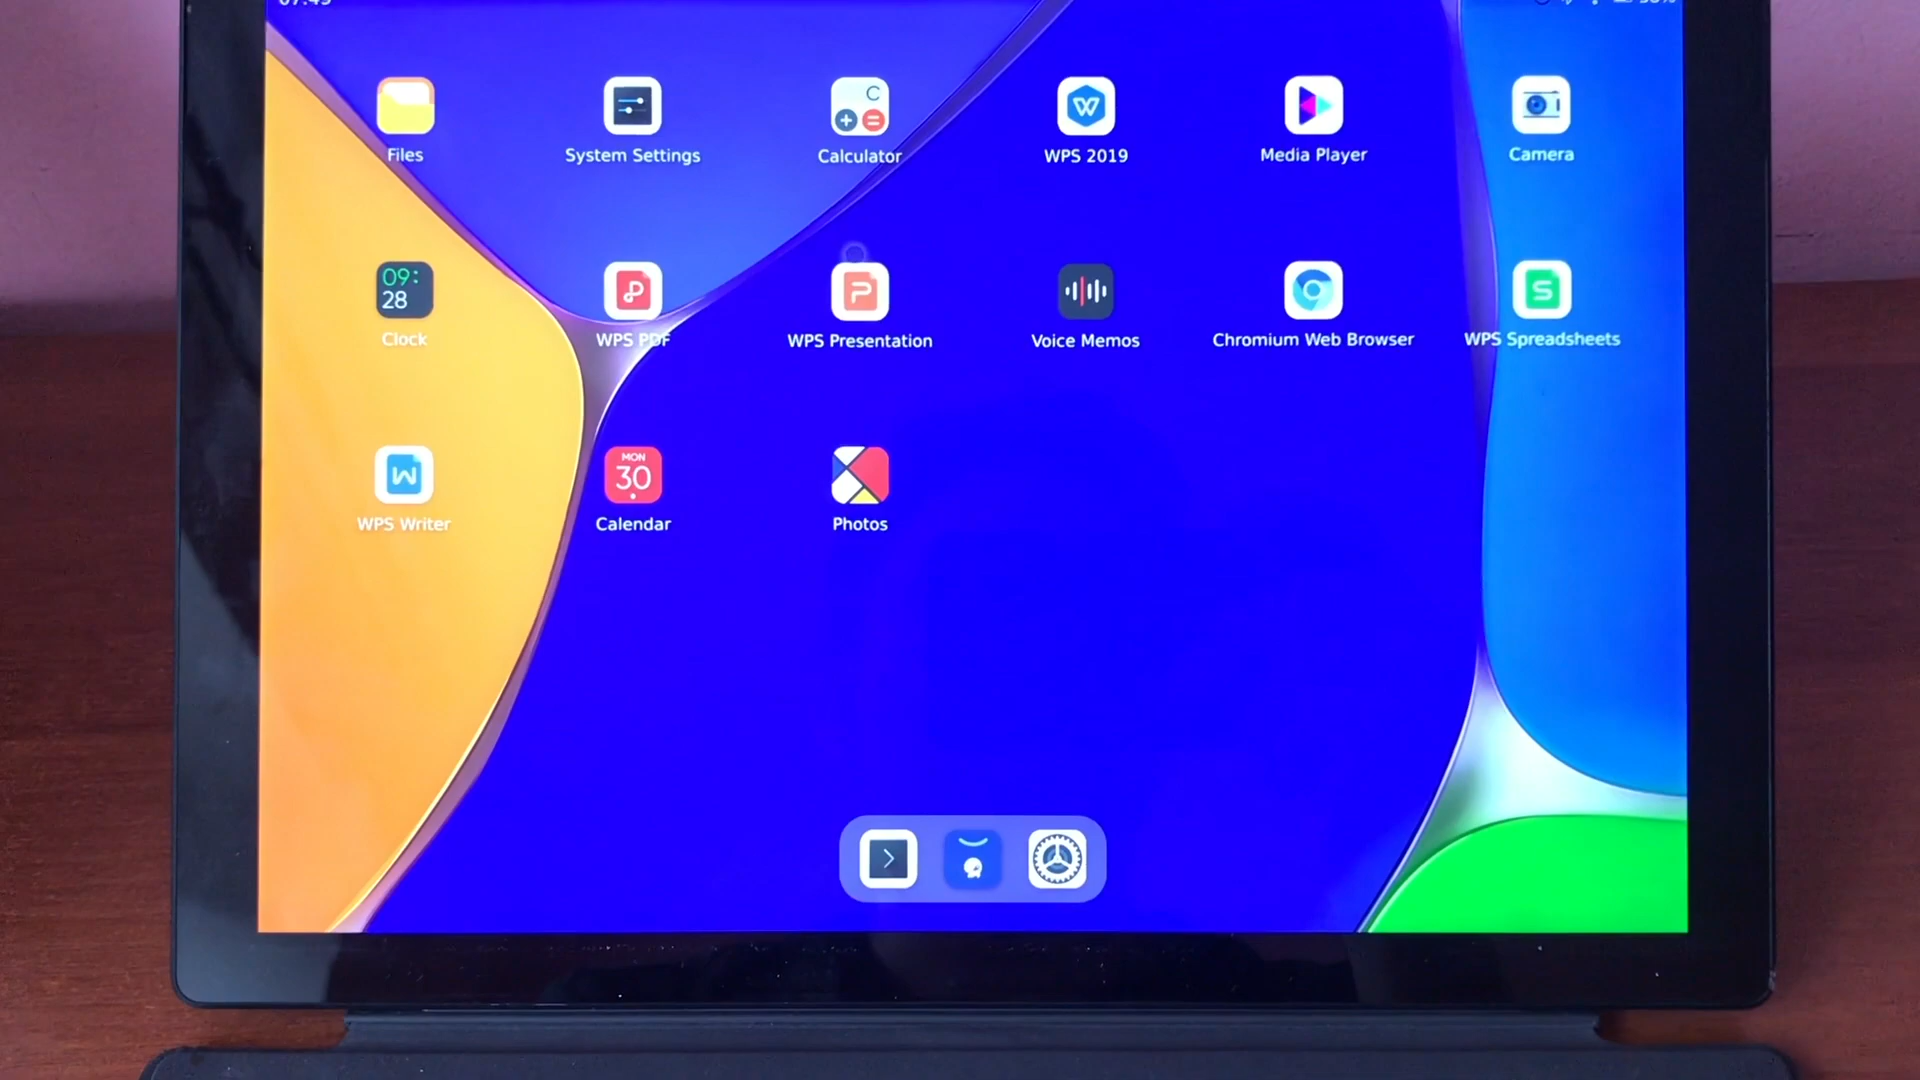 Files
System Settings
C
Calculator
WPS 2019
Media Player
Camera
09:
28
Clock
WPS PDF
WPS Presentation
Voice Memos
Chromium Web Browser
S
WPS Spreadsheets
W
WPS Writer
MON
30
Calendar
Photos